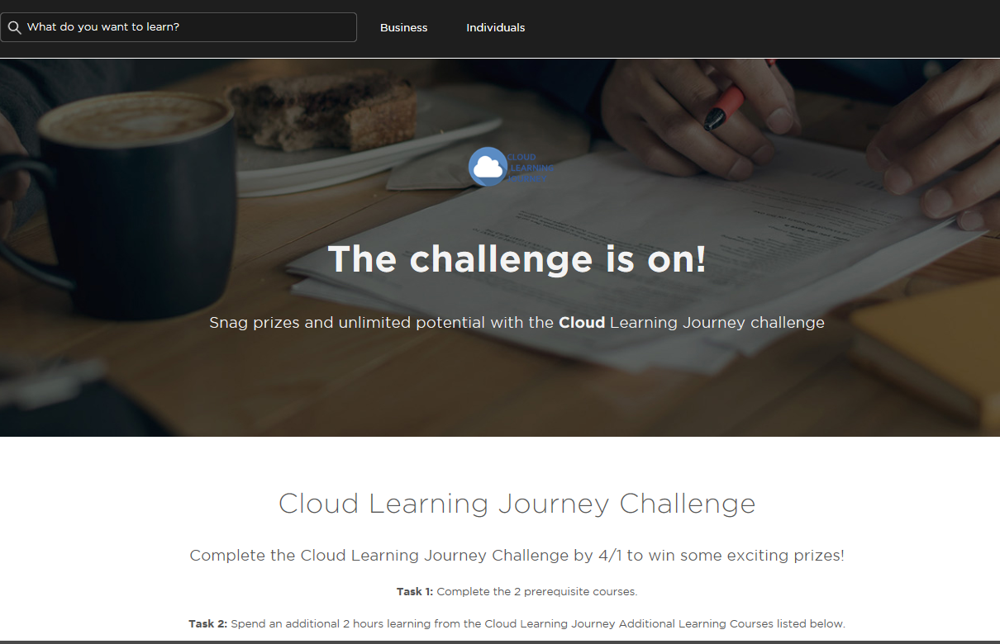 What do you want to learn?
Business
Individuals
CLOUD
LEARNING
JOURNEY
The challenge is on!
Snag prizes and unlimited potential with the Cloud Learning Journey challenge
Cloud Learning Journey Challenge
Complete the Cloud Learning Journey Challenge by 4/1 to win some exciting prizes!
Task 1: Complete the 2 prerequisite courses.
Task 2: Spend an additional 2 hours learning from the Cloud Learning Journey Additional Learning Courses listed below.